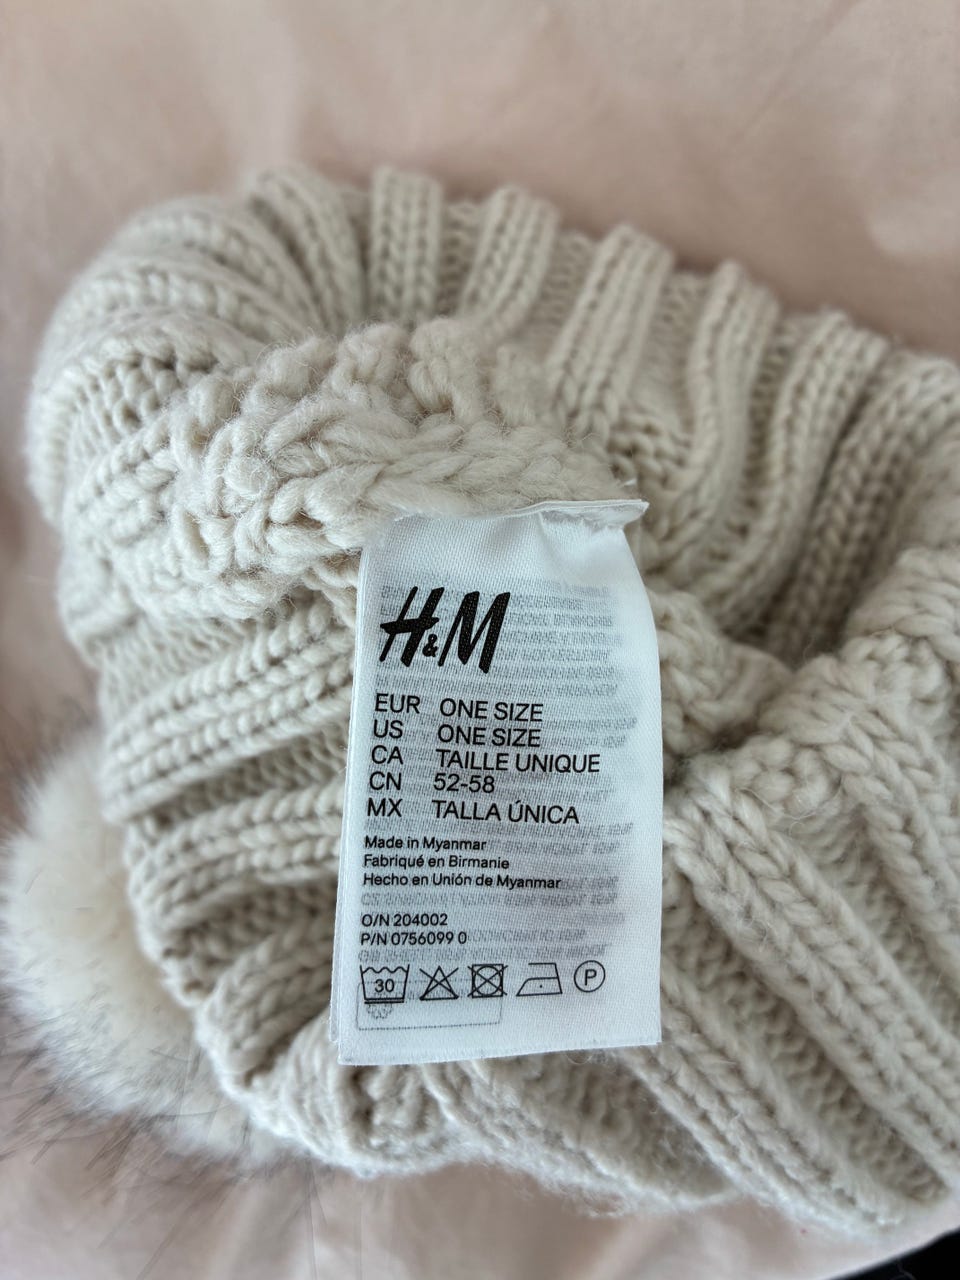 H&M
EUR ONE SIZE
US ONE SIZE
CA TAILLE UNIQUE
CN 52-58
MX TALLA ÚNICA
Made in Myanmar
Fabriqué en Birmanie
Hecho en Unión de Myanmar
O/N 204002
P/N 0756099 0
30 P